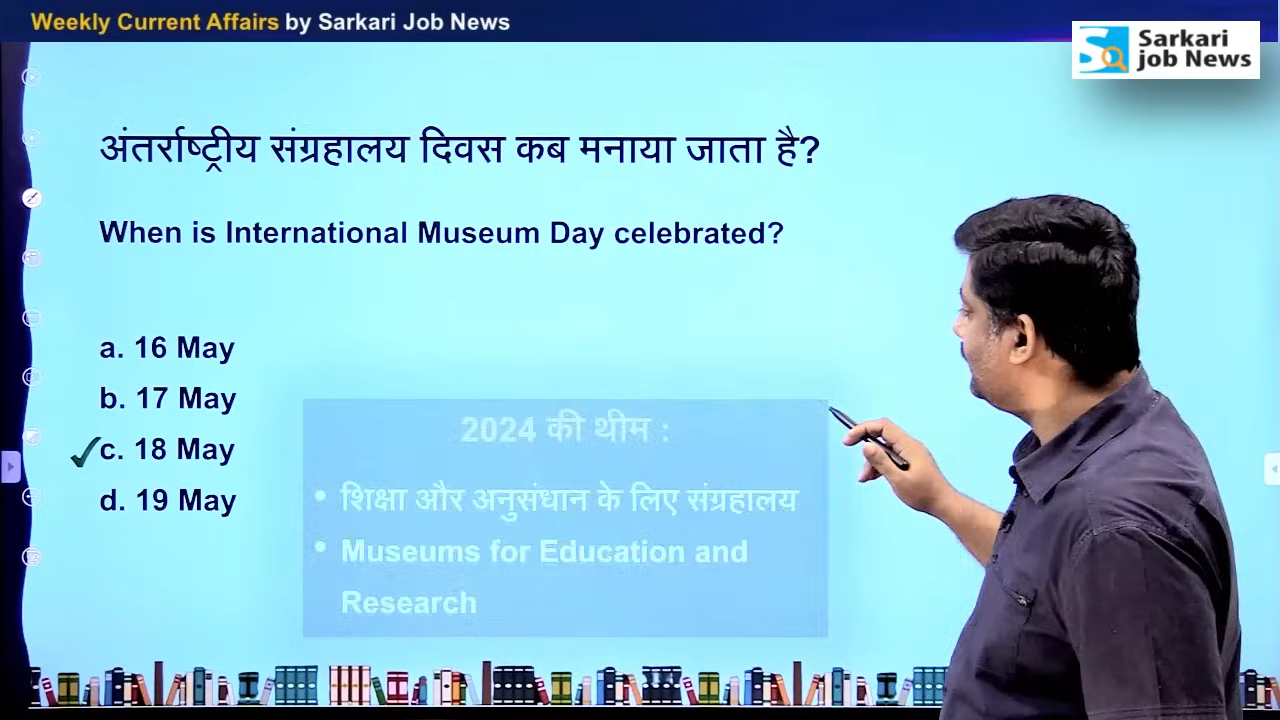 Weekly Current Affairs by Sarkari Job News
Sarkari
job News
अंतर्राष्ट्रीय संग्रहालय दिवस कब मनाया जाता है?
When is International Museum Day celebrated?
a. 16 May
b. 17 May
c. 18 May
d. 19 May
2024 की थीम :
• शिक्षा और अनुसंधान के लिए संग्रहालय
• Museums for Education and
Research